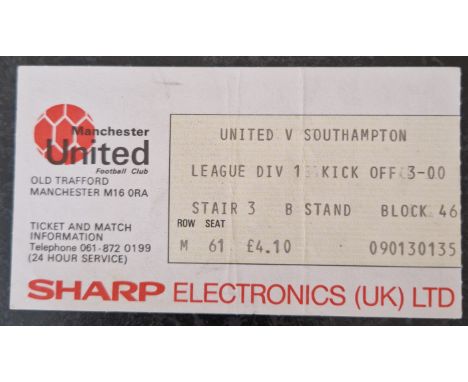 Manchester
United
Football Club
OLD TRAFFORD
MANCHESTER M16 0RA
TICKET AND MATCH
INFORMATION
Telephone 061-872 0199
(24 HOUR SERVICE)
UNITED V SOUTHAMPTON
LEAGUE DIV 1 KICK OFF 3-00
STAIR 3 B STAND BLOCK 46
ROW SEAT
M 61 £4.10 090130135
SHARP ELECTRONICS (UK) LTD